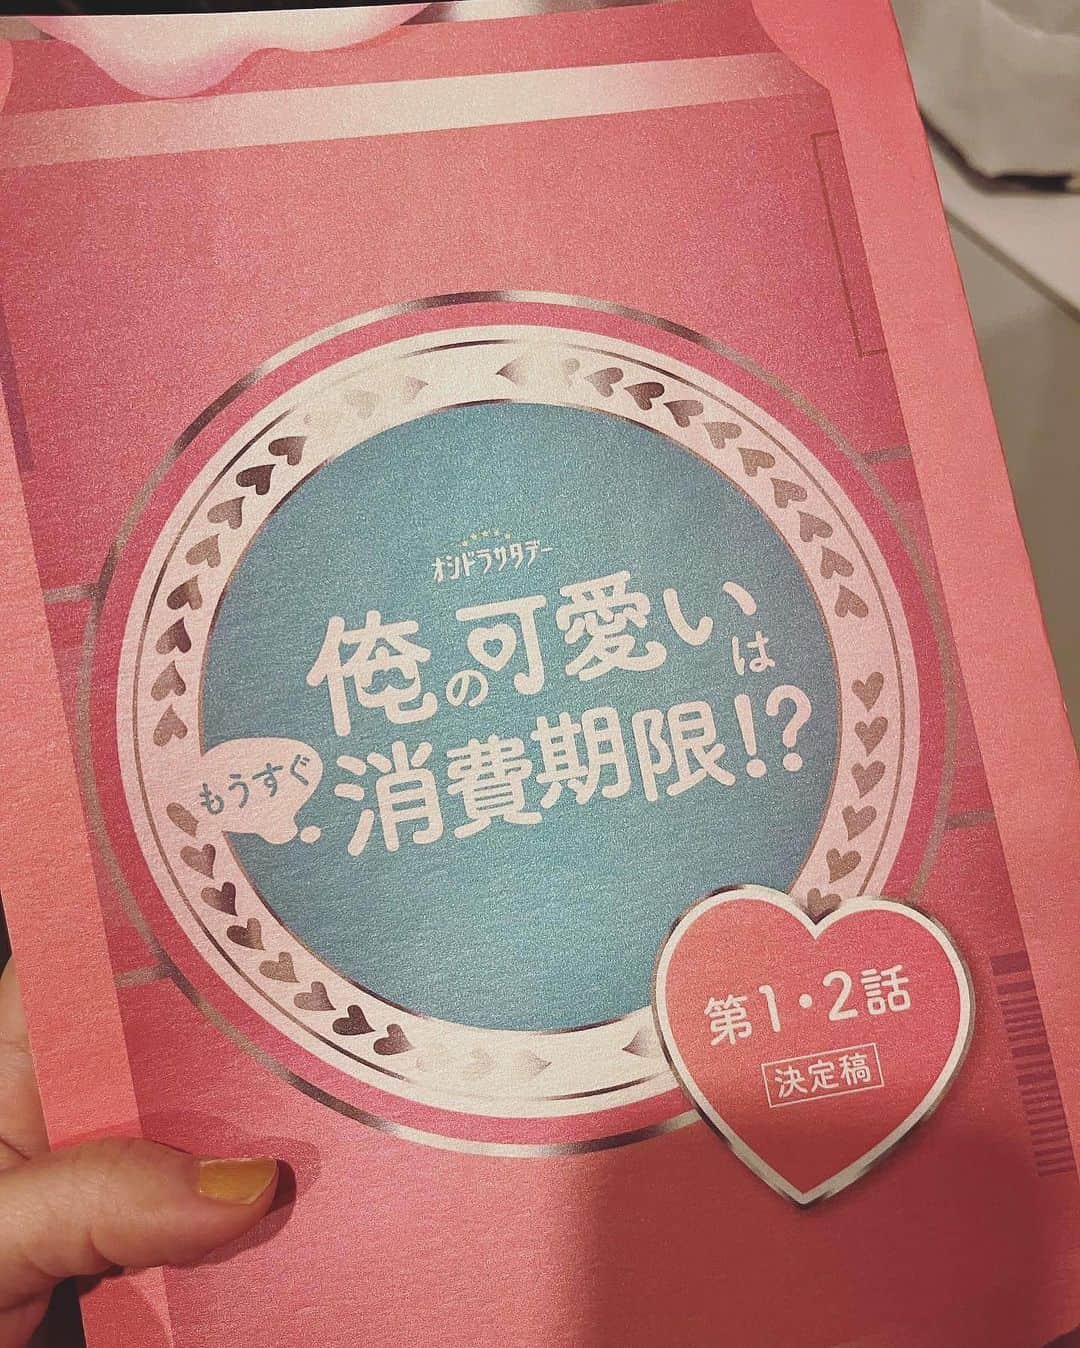 オシドラサタデー
俺の可愛いは
もうすぐ消費期限!?
第1・2話
決定稿